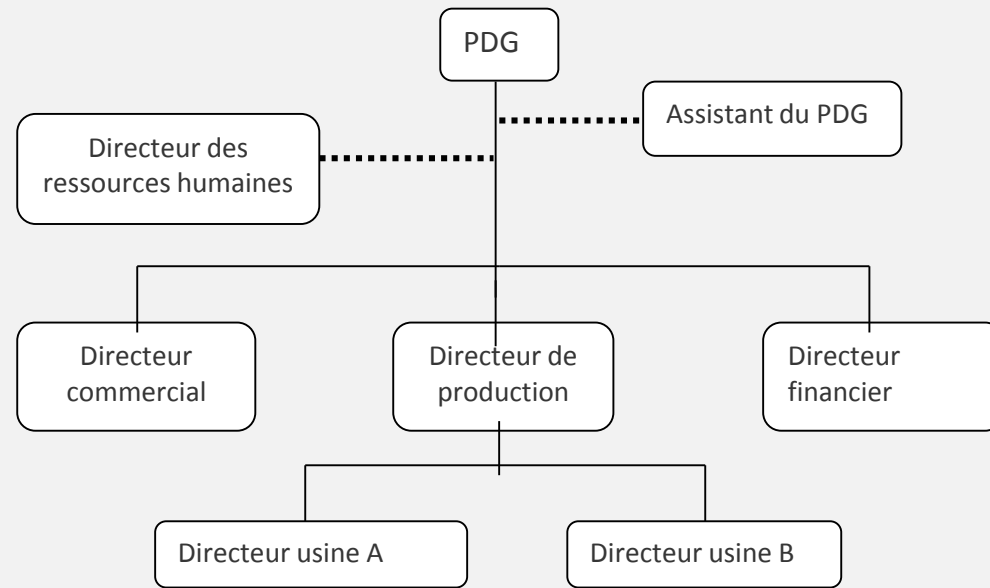 PDG
Assistant du PDG
Directeur des
ressources humaines
Directeur
commercial
Directeur de
production
Directeur
financier
Directeur usine A
Directeur usine B